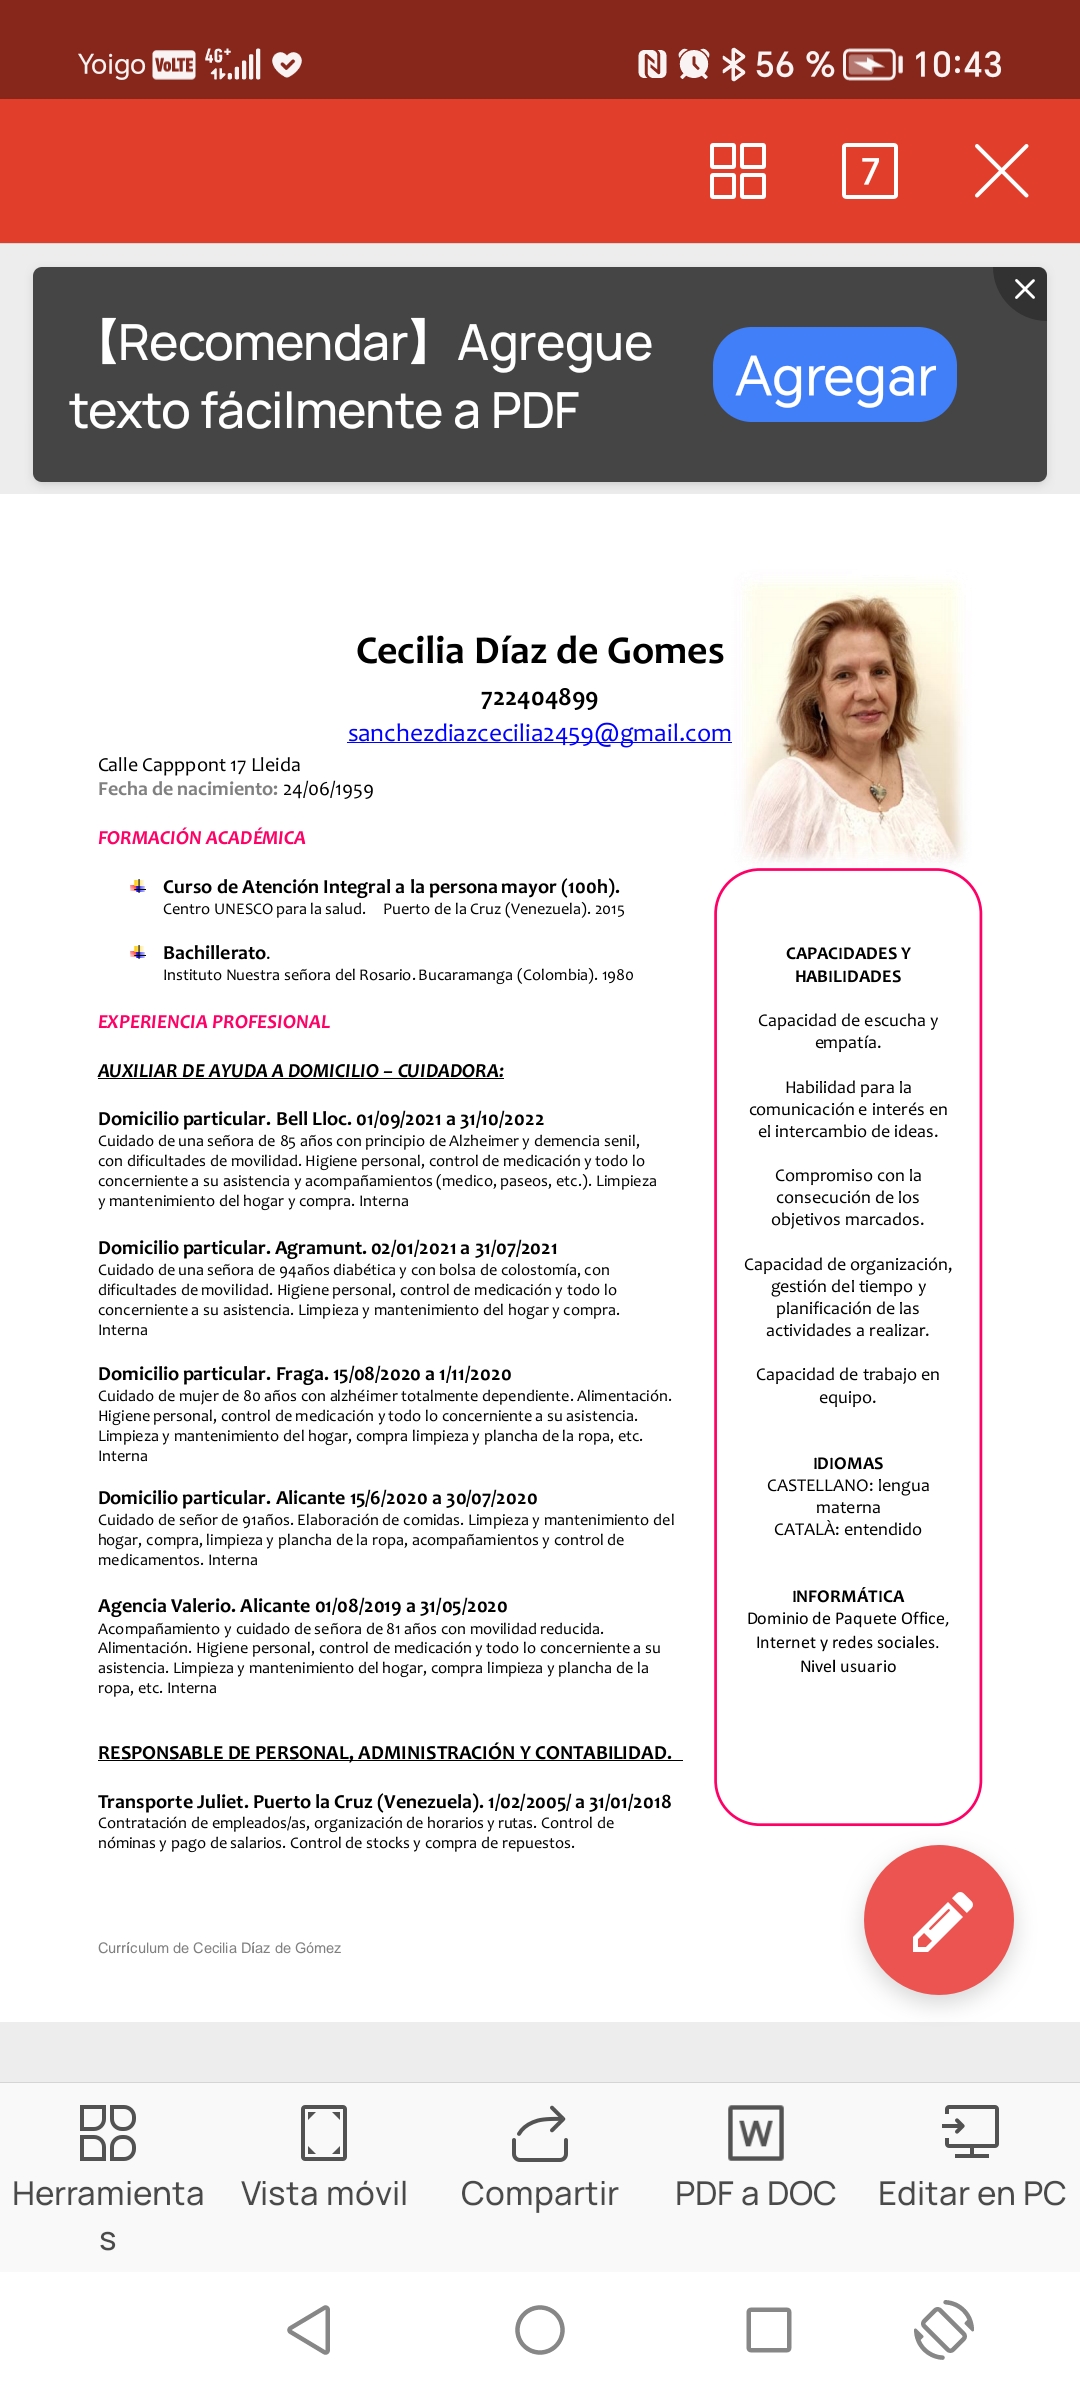 Yoigo VoLTE 4G+ 56 % 10:43
7
【Recomendar】Agregue
texto fácilmente a PDF
Agregar
Cecilia Díaz de Gomes
722404899
sanchezdiazcecilia2459@gmail.com
Calle Capppont 17 Lleida
Fecha de nacimiento: 24/06/1959
FORMACIÓN ACADÉMICA
Curso de Atención Integral a la persona mayor (100h).
Centro UNESCO para la salud. Puerto de la Cruz (Venezuela). 2015
Bachillerato.
Instituto Nuestra señora del Rosario. Bucaramanga (Colombia). 1980
EXPERIENCIA PROFESIONAL
AUXILIAR DE AYUDA A DOMICILIO – CUIDADORA:
Domicilio particular. Bell Lloc. 01/09/2021 a 31/10/2022
Cuidado de una señora de 85 años con principio de Alzheimer y demencia senil,
con dificultades de movilidad. Higiene personal, control de medicación y todo lo
concerniente a su asistencia y acompañamientos (medico, paseos, etc.). Limpieza
y mantenimiento del hogar y compra. Interna
Domicilio particular. Agramunt. 02/01/2021 a 31/07/2021
Cuidado de una señora de 94años diabética y con bolsa de colostomía, con
dificultades de movilidad. Higiene personal, control de medicación y todo lo
concerniente a su asistencia. Limpieza y mantenimiento del hogar y compra.
Interna
Domicilio particular. Fraga. 15/08/2020 a 1/11/2020
Cuidado de mujer de 80 años con alzhéimer totalmente dependiente. Alimentación.
Higiene personal, control de medicación y todo lo concerniente a su asistencia.
Limpieza y mantenimiento del hogar, compra limpieza y plancha de la ropa, etc.
Interna
Domicilio particular. Alicante 15/6/2020 a 30/07/2020
Cuidado de señor de 91años. Elaboración de comidas. Limpieza y mantenimiento del
hogar, compra, limpieza y plancha de la ropa, acompañamientos y control de
medicamentos. Interna
Agencia Valerio. Alicante 01/08/2019 a 31/05/2020
Acompañamiento y cuidado de señora de 81 años con movilidad reducida.
Alimentación. Higiene personal, control de medicación y todo lo concerniente a su
asistencia. Limpieza y mantenimiento del hogar, compra limpieza y plancha de la
ropa, etc. Interna
RESPONSABLE DE PERSONAL, ADMINISTRACIÓN Y CONTABILIDAD.
Transporte Juliet. Puerto la Cruz (Venezuela). 1/02/2005/ a 31/01/2018
Contratación de empleados/as, organización de horarios y rutas. Control de
nóminas y pago de salarios. Control de stocks y compra de repuestos.
CAPACIDADES Y
HABILIDADES
Capacidad de escucha y
empatía.
Habilidad para la
comunicación e interés en
el intercambio de ideas.
Compromiso con la
consecución de los
objetivos marcados.
Capacidad de organización,
gestión del tiempo y
planificación de las
actividades a realizar.
Capacidad de trabajo en
equipo.
IDIOMAS
CASTELLANO: lengua
materna
CATALÀ: entendido
INFORMÁTICA
Dominio de Paquete Office,
Internet y redes sociales.
Nivel usuario
Currículum de Cecilia Díaz de Gómez
Herramienta
s
Vista móvil
Compartir
W
PDF a DOC
Editar en PC